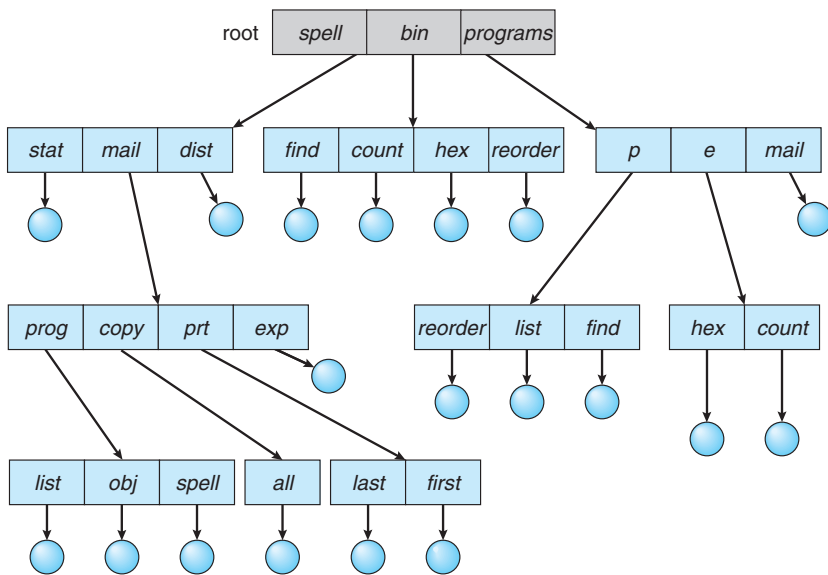 root spell bin programs
stat mail dist find count hex reorder p e mail
prog copy prt exp reorder list find hex count
list obj spell all last first